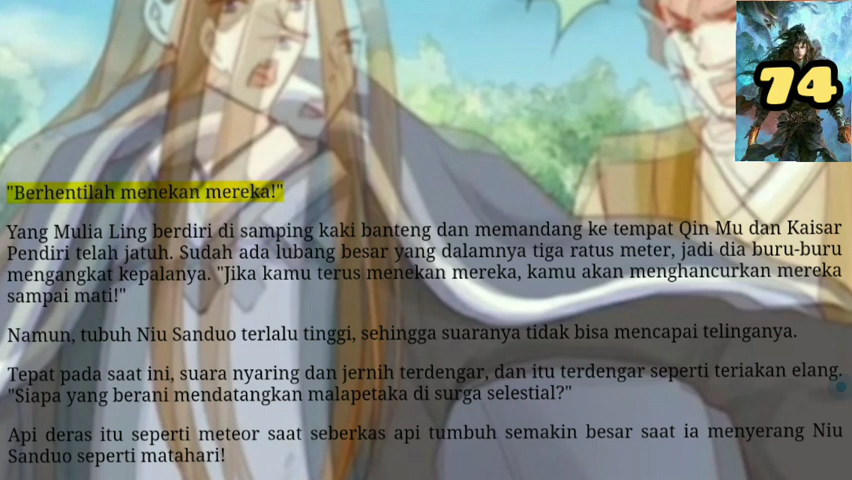 74
"Berhentilah menekan mereka!"
Yang Mulia Ling berdiri di samping kaki banteng dan memandang ke tempat Qin Mu dan Kaisar
Pendiri telah jatuh. Sudah ada lubang besar yang dalamnya tiga ratus meter, jadi dia buru-buru
mengangkat kepalanya. "Jika kamu terus menekan mereka, kamu akan menghancurkan mereka
sampai mati!"
Namun, tubuh Niu Sanduo terlalu tinggi, sehingga suaranya tidak bisa mencapai telinganya.
Tepat pada saat ini, suara nyaring dan jernih terdengar, dan itu terdengar seperti teriakan elang.
"Siapa yang berani mendatangkan malapetaka di surga selestial?"
Api deras itu seperti meteor saat seberkas api tumbuh semakin besar saat ia menyerang Niu
Sanduo seperti matahari!